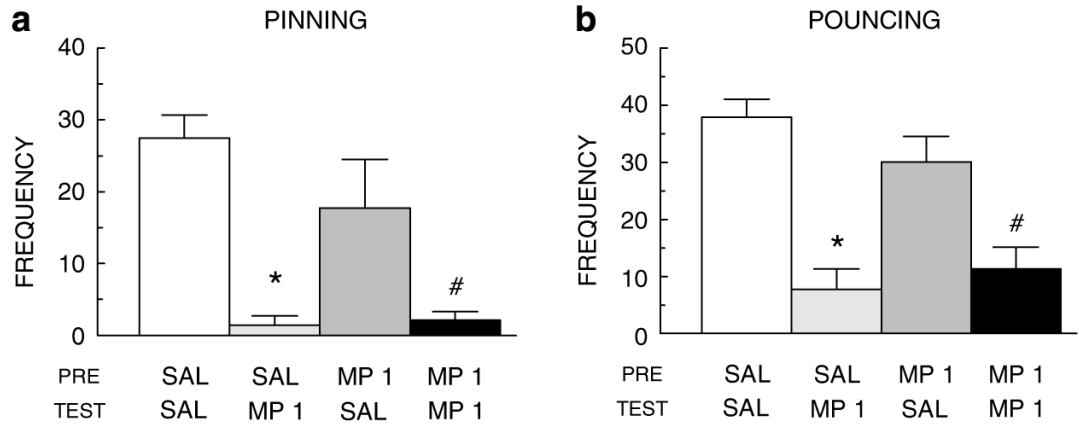 a PINNING
FREQUENCY
40
30
20
10
0
*
#
PRE SAL SAL MP 1 MP 1
TEST SAL MP 1 SAL MP 1
b POUNCING
FREQUENCY
50
40
30
20
10
0
*
#
PRE SAL SAL MP 1 MP 1
TEST SAL MP 1 SAL MP 1